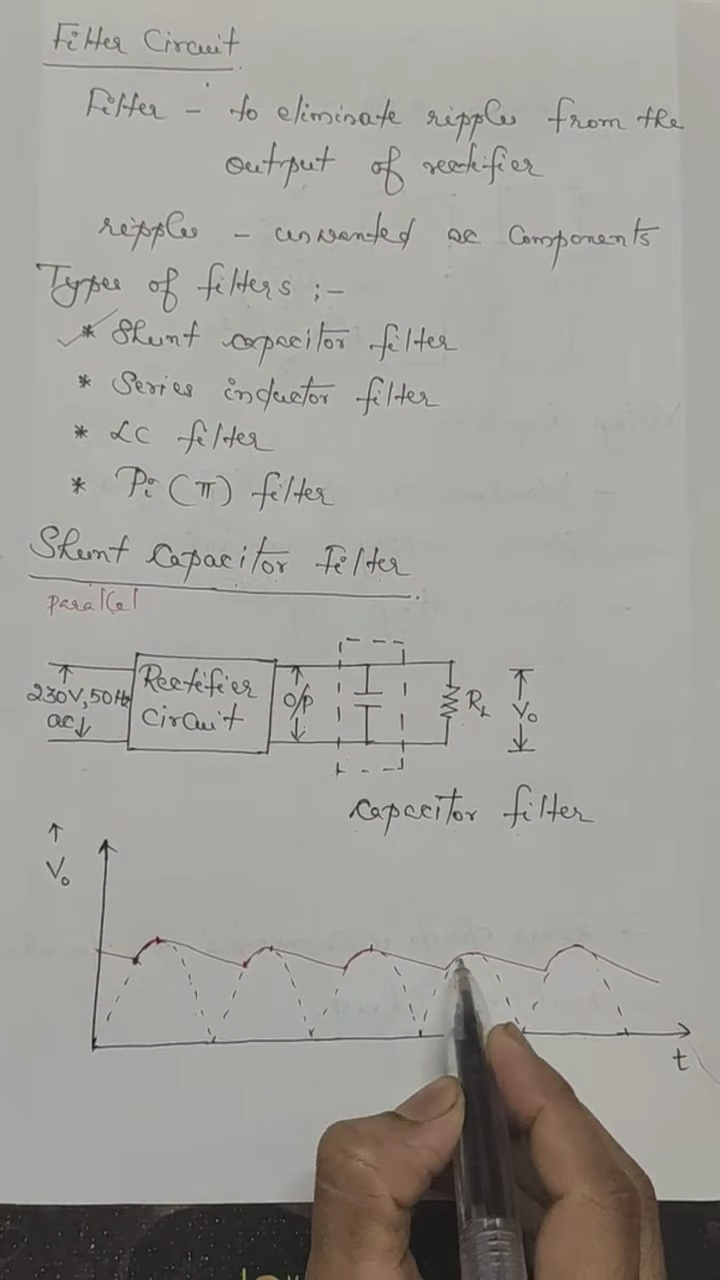 Filter Circuit
Filter - to eliminate ripples from the
output of rectifier
ripples - unwanted ac components
Types of filters :-
* Shunt capacitor filter
* Series inductor filter
* LC filter
* Pi (π) filter
Shunt Capacitor Filter
parallel
230V, 50Hz
ac
Rectifier
circuit
o/p
RL
Vo
capacitor filter
Vo
t